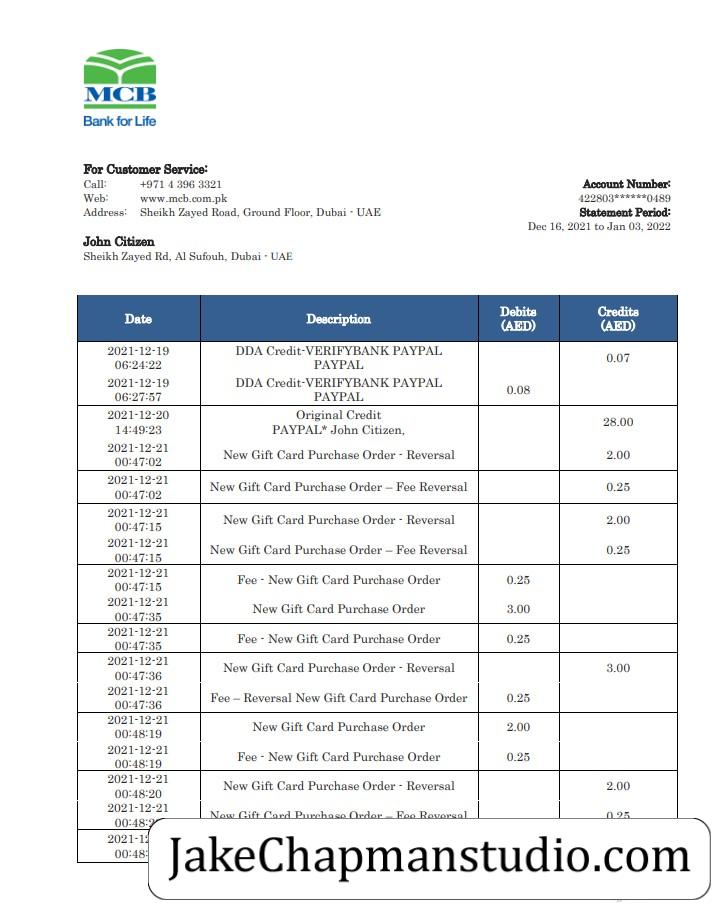 MCB
Bank for Life
For Customer Service:
Call: +971 4 396 3321
Web: www.mcb.com.pk
Address: Sheikh Zayed Road, Ground Floor, Dubai - UAE
Account Number:
422803******0489
Statement Period:
Dec 16, 2021 to Jan 03, 2022
John Citizen
Sheikh Zayed Rd, Al Sufouh, Dubai - UAE
Date Description Debits (AED) Credits (AED)
2021-12-19 06:24:22 DDA Credit-VERIFYBANK PAYPAL PAYPAL 0.07
2021-12-19 06:27:57 DDA Credit-VERIFYBANK PAYPAL PAYPAL 0.08
2021-12-20 14:49:23 Original Credit PAYPAL* John Citizen, 28.00
2021-12-21 00:47:02 New Gift Card Purchase Order - Reversal 2.00
2021-12-21 00:47:02 New Gift Card Purchase Order – Fee Reversal 0.25
2021-12-21 00:47:15 New Gift Card Purchase Order - Reversal 2.00
2021-12-21 00:47:15 New Gift Card Purchase Order – Fee Reversal 0.25
2021-12-21 00:47:15 Fee - New Gift Card Purchase Order 0.25
2021-12-21 00:47:35 New Gift Card Purchase Order 3.00
2021-12-21 00:47:35 Fee - New Gift Card Purchase Order 0.25
2021-12-21 00:47:36 New Gift Card Purchase Order - Reversal 3.00
2021-12-21 00:47:36 Fee – Reversal New Gift Card Purchase Order 0.25
2021-12-21 00:48:19 New Gift Card Purchase Order 2.00
2021-12-21 00:48:19 Fee - New Gift Card Purchase Order 0.25
2021-12-21 00:48:20 New Gift Card Purchase Order - Reversal 2.00
2021-12-21 New Gift Card Purchase Order – Fee Reversal 0.25
JakeChapmanstudio.com